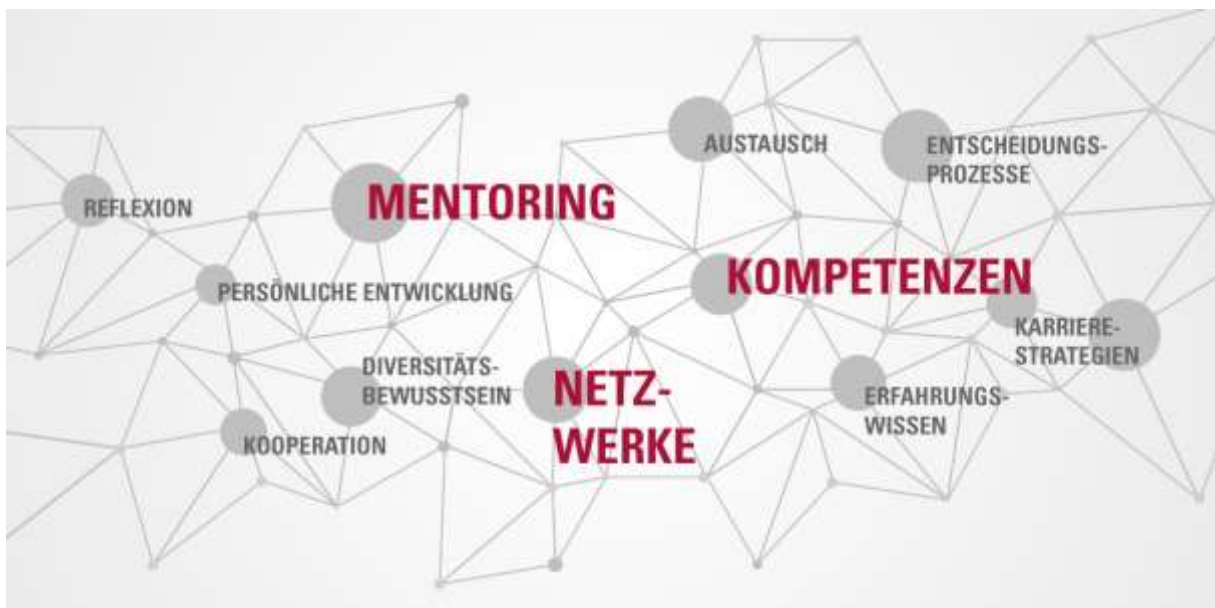 AUSTAUSCH
ENTSCHEIDUNGS-
PROZESSE
REFLEXION
MENTORING
PERSÖNLICHE ENTWICKLUNG
KOMPETENZEN
KARRIERE-
STRATEGIEN
DIVERSITÄTS-
BEWUSSTSEIN
NETZ-
WERKE
ERFAHRUNGS-
WISSEN
KOOPERATION